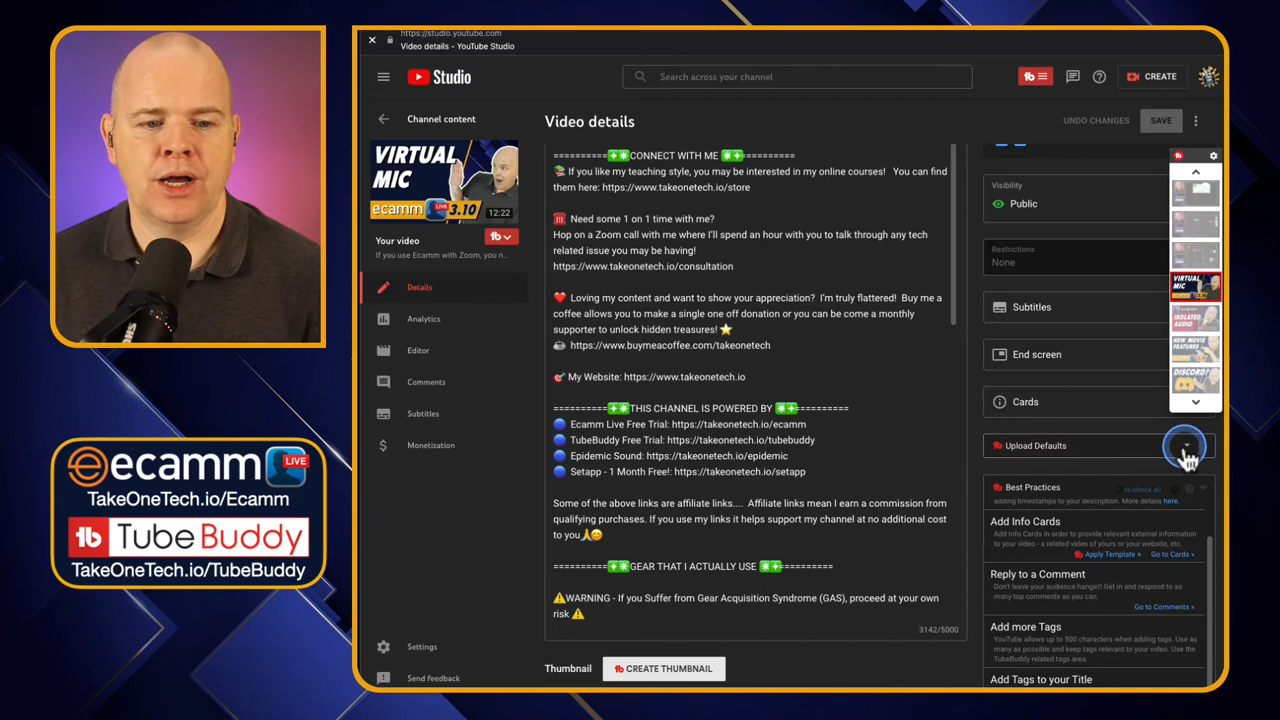 https://studio.youtube.com
Video details - YouTube Studio
Studio
Search across your channel
CREATE
Channel content
Video details
UNDO CHANGES
SAVE
VIRTUAL
MIC
ecamm LIVE 3.10
12:22
Your video
If you use Ecamm with Zoom, you n...
Details
Analytics
Editor
Comments
Subtitles
Monetization
Settings
Send feedback
==========CONNECT WITH ME==========
If you like my teaching style, you may be interested in my online courses! You can find
them here: https://www.takeonetech.io/store
Need some 1 on 1 time with me?
Hop on a Zoom call with me where I'll spend an hour with you to talk through any tech
related issue you may be having!
https://www.takeonetech.io/consultation
Loving my content and want to show your appreciation? I'm truly flattered! Buy me a
coffee allows you to make a single one off donation or you can be come a monthly
supporter to unlock hidden treasures!
https://www.buymeacoffee.com/takeonetech
My Website: https://www.takeonetech.io
==========THIS CHANNEL IS POWERED BY==========
Ecamm Live Free Trial: https://takeonetech.io/ecamm
TubeBuddy Free Trial: https://takeonetech.io/tubebuddy
Epidemic Sound: https://takeonetech.io/epidemic
Setapp - 1 Month Free!: https://takeonetech.io/setapp
Some of the above links are affiliate links.... Affiliate links mean I earn a commission from
qualifying purchases. If you use my links it helps support my channel at no additional cost
to you
==========GEAR THAT I ACTUALLY USE==========
WARNING - If you Suffer from Gear Acquisition Syndrome (GAS), proceed at your own
risk
3142/5000
Thumbnail
tb CREATE THUMBNAIL
Visibility
Public
Restrictions
None
Subtitles
End screen
Cards
Upload Defaults
VIRTUAL
MIC
ISOLATED
AUDIO
NEW MOVIE
FEATURES
DISCORD?
Best Practices
re-check all
adding timestamps to your description. More details here.
Add Info Cards
Add Info Cards in order to provide relevant external information
to your video - a related video of yours or your website, etc.
Apply Template » Go to Cards »
Reply to a Comment
Don't leave your audience hangin! Get in and respond to as
many top comments as you can.
Go to Comments »
Add more Tags
YouTube allows up to 500 characters when adding tags. Use as
many as possible and keep tags relevant to your video. Use the
TubeBuddy related tags area.
Add Tags to your Title
ecamm LIVE
TakeOneTech.io/Ecamm
tb TubeBuddy
TakeOneTech.io/TubeBuddy